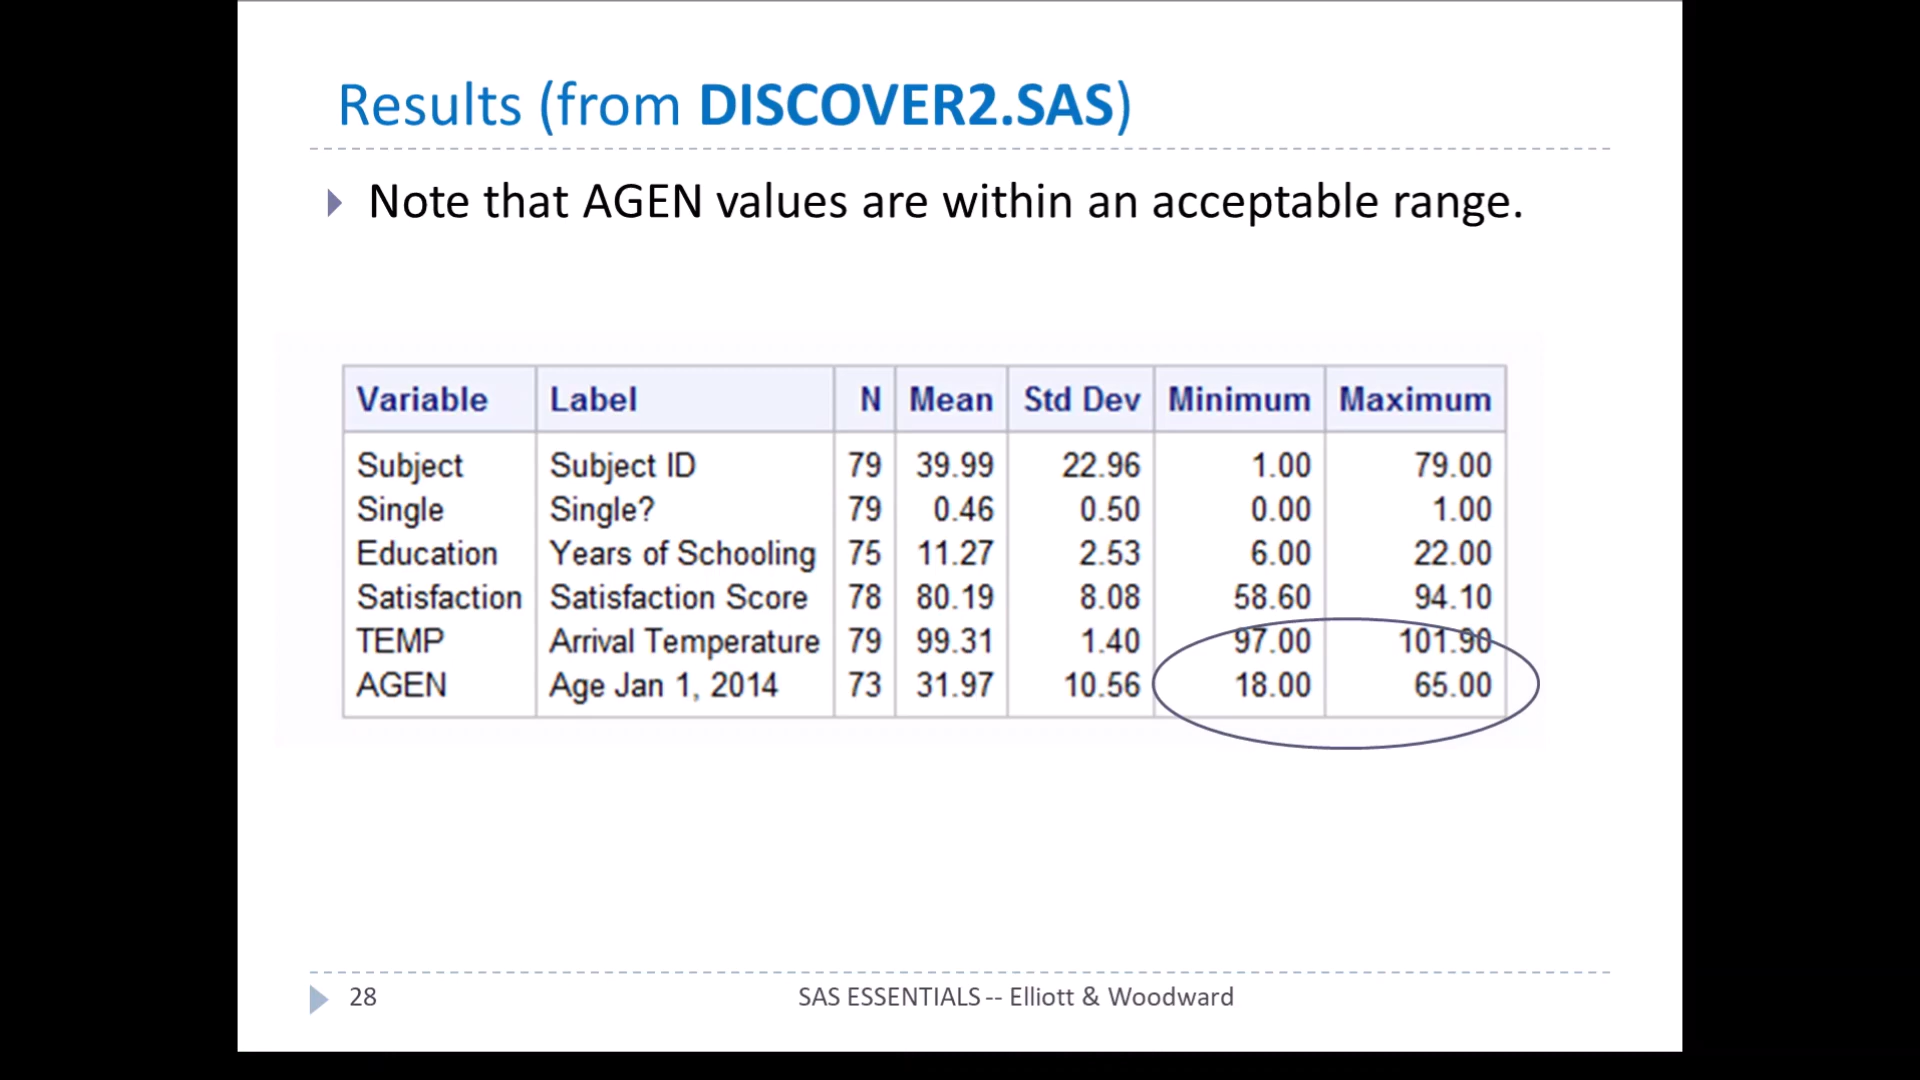 Results (from DISCOVER2.SAS)
Note that AGEN values are within an acceptable range.
Variable Label N Mean Std Dev Minimum Maximum
Subject Subject ID 79 39.99 22.96 1.00 79.00
Single Single? 79 0.46 0.50 0.00 1.00
Education Years of Schooling 75 11.27 2.53 6.00 22.00
Satisfaction Satisfaction Score 78 80.19 8.08 58.60 94.10
TEMP Arrival Temperature 79 99.31 1.40 97.00 101.90
AGEN Age Jan 1, 2014 73 31.97 10.56 18.00 65.00
28 SAS ESSENTIALS -- Elliott & Woodward